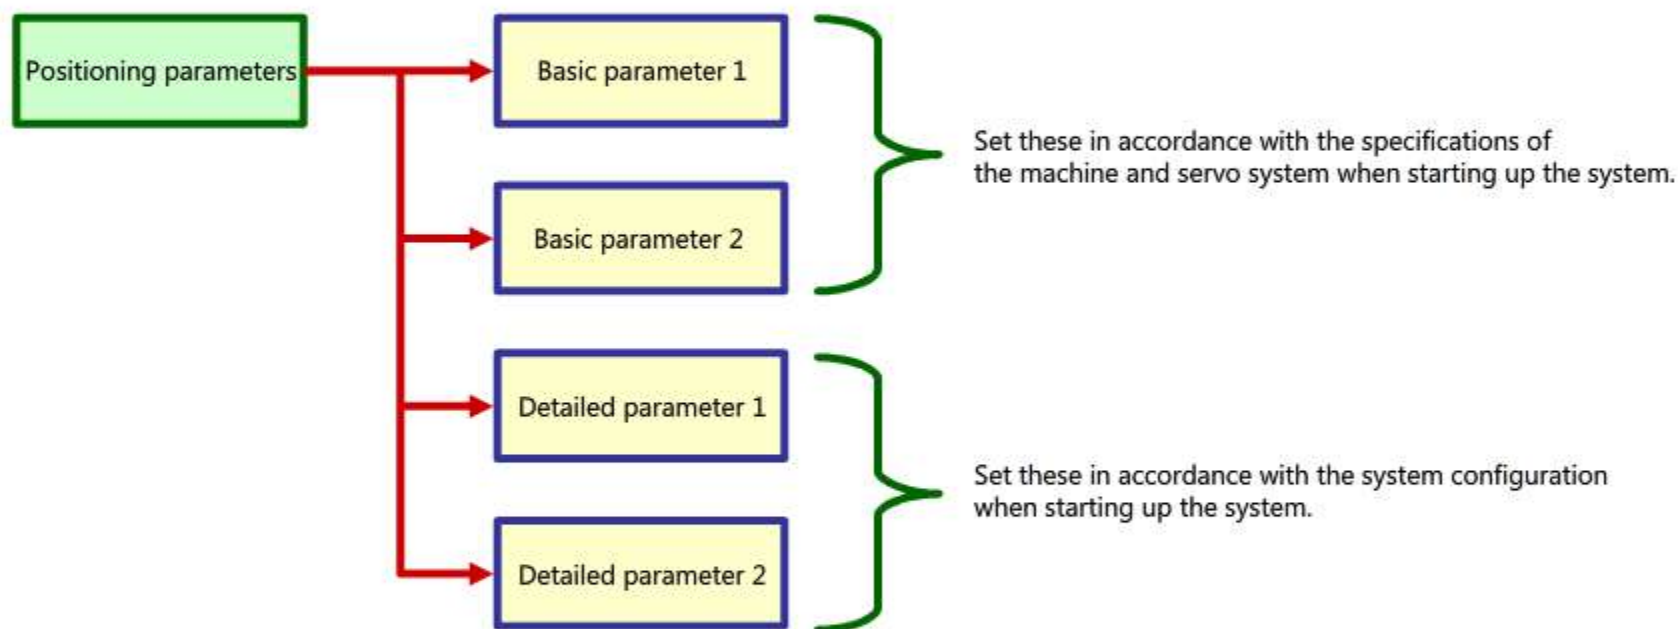 Positioning parameters
Basic parameter 1
Basic parameter 2
Set these in accordance with the specifications of
the machine and servo system when starting up the system.
Detailed parameter 1
Detailed parameter 2
Set these in accordance with the system configuration
when starting up the system.